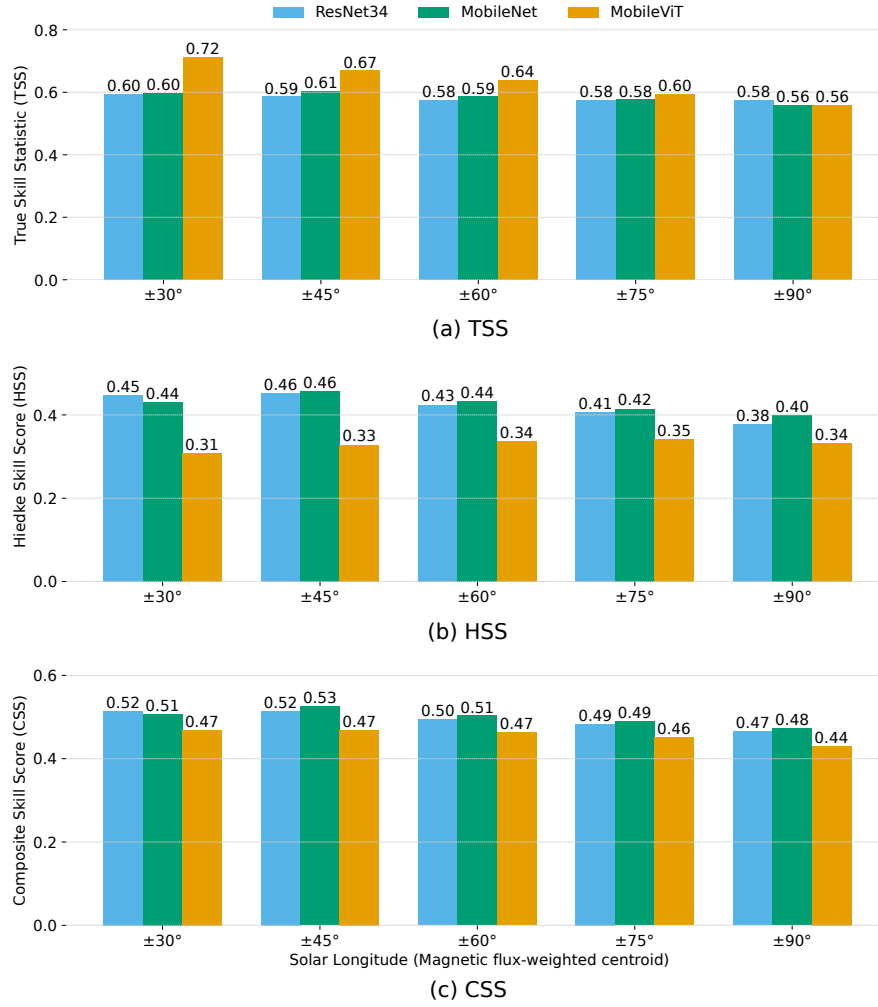 ResNet34 MobileNet MobileViT
0.8
0.6
0.4
0.2
0.0
True Skill Statistic (TSS)
0.60 0.60 0.72
0.59 0.61 0.67
0.58 0.59 0.64
0.58 0.58 0.60
0.58 0.56 0.56
±30° ±45° ±60° ±75° ±90°
(a) TSS
0.4
0.2
0.0
Hiedke Skill Score (HSS)
0.45 0.44 0.31
0.46 0.46 0.33
0.43 0.44 0.34
0.41 0.42 0.35
0.38 0.40 0.34
±30° ±45° ±60° ±75° ±90°
(b) HSS
0.6
0.4
0.2
0.0
Composite Skill Score (CSS)
0.52 0.51 0.47
0.52 0.53 0.47
0.50 0.51 0.47
0.49 0.49 0.46
0.47 0.48 0.44
±30° ±45° ±60° ±75° ±90°
Solar Longitude (Magnetic flux-weighted centroid)
(c) CSS